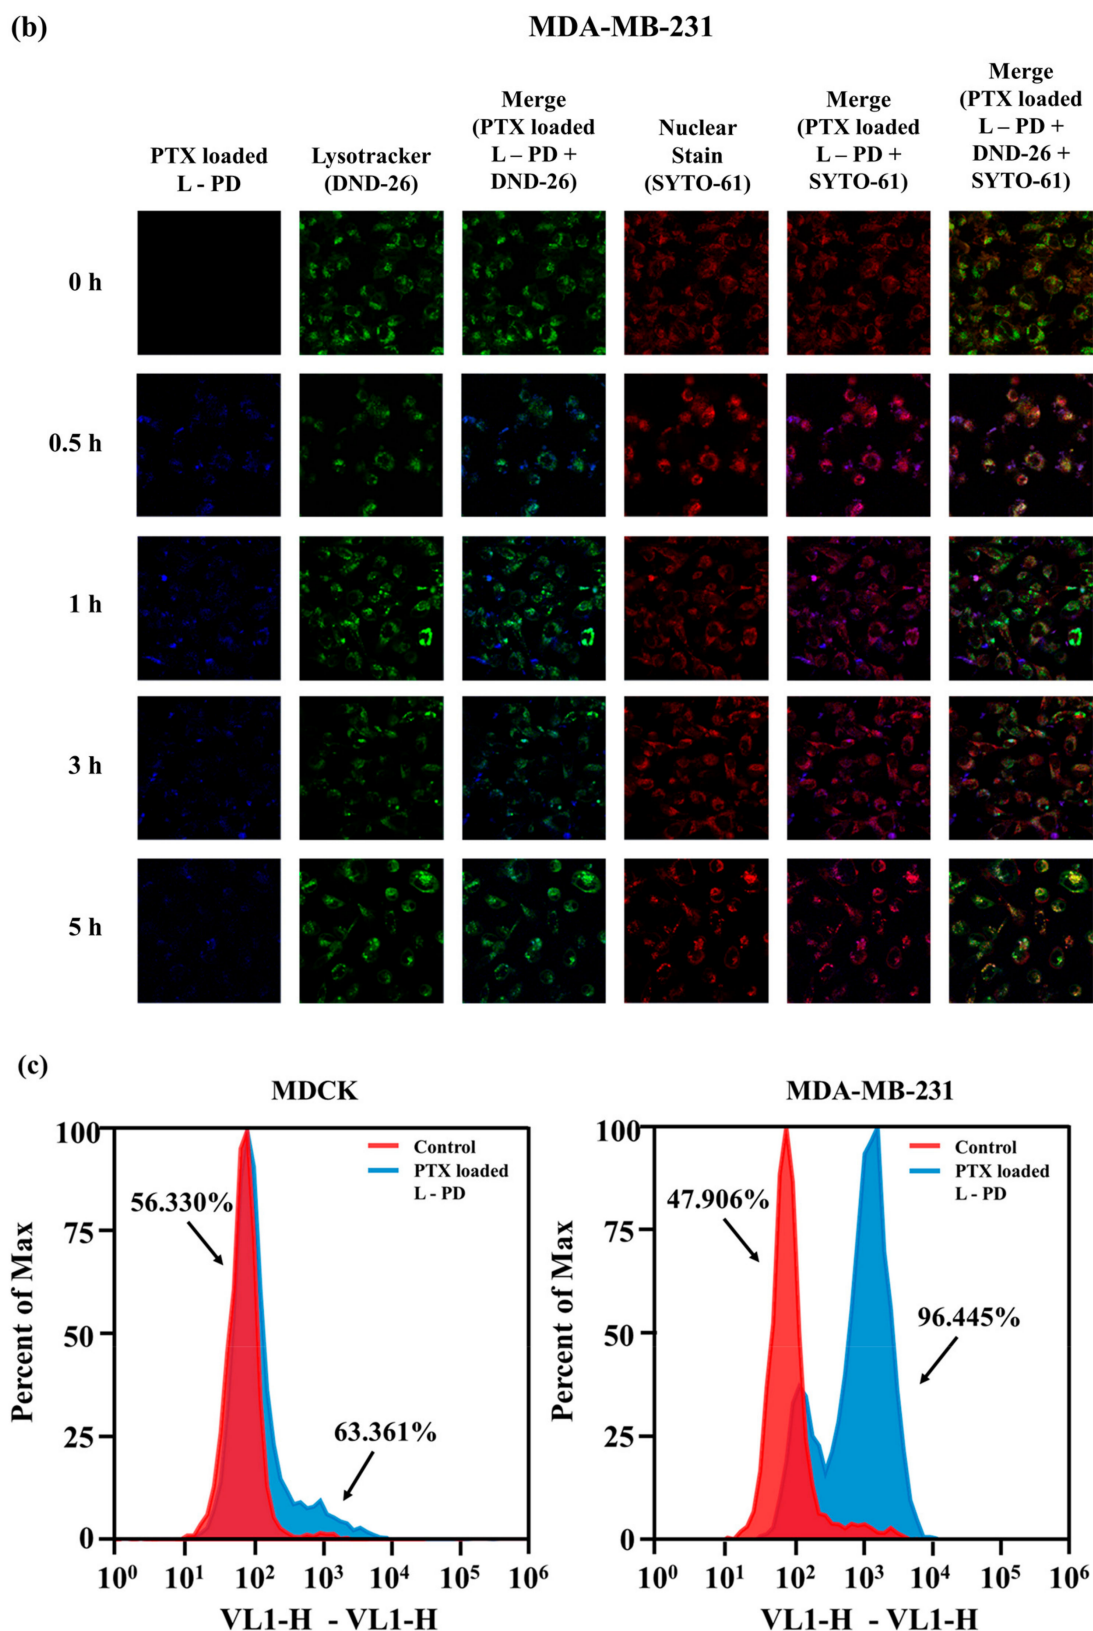 (b)
MDA-MB-231
PTX loaded
L - PD
Lysotracker
(DND-26)
Merge
(PTX loaded
L – PD +
DND-26)
Nuclear
Stain
(SYTO-61)
Merge
(PTX loaded
L – PD +
SYTO-61)
Merge
(PTX loaded
L – PD +
DND-26 +
SYTO-61)
0 h
0.5 h
1 h
3 h
5 h
(c)
MDCK
100
75
50
25
0
Percent of Max
Control
PTX loaded
L - PD
56.330%
63.361%
10⁰ 10¹ 10² 10³ 10⁴ 10⁵ 10⁶
VL1-H - VL1-H
MDA-MB-231
100
75
50
25
0
Percent of Max
Control
PTX loaded
L - PD
47.906%
96.445%
10⁰ 10¹ 10² 10³ 10⁴ 10⁵ 10⁶
VL1-H - VL1-H